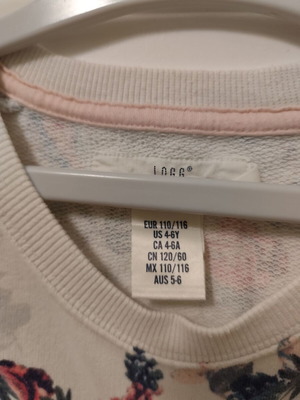 LOGG®
EUR 110/116
US 4-6Y
CA 4-6A
CN 120/60
MX 110/116
AUS 5-6